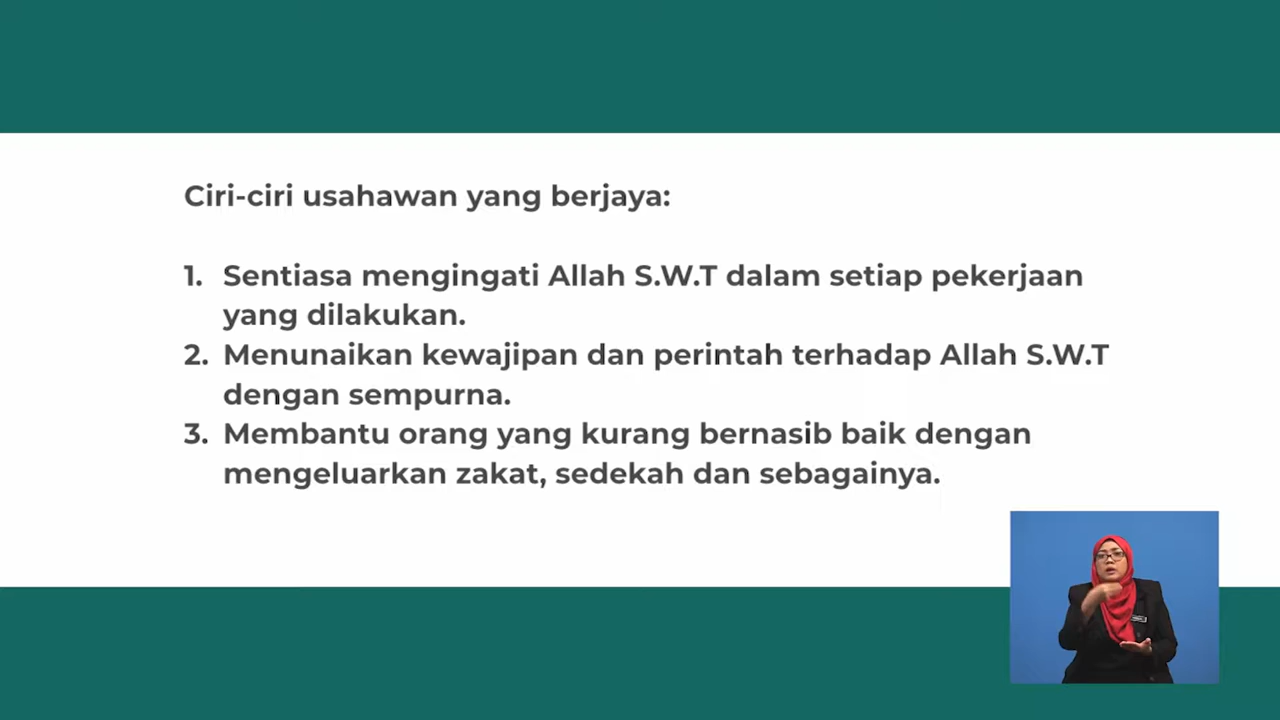 Ciri-ciri usahawan yang berjaya:
1. Sentiasa mengingati Allah S.W.T dalam setiap pekerjaan
yang dilakukan.
2. Menunaikan kewajipan dan perintah terhadap Allah S.W.T
dengan sempurna.
3. Membantu orang yang kurang bernasib baik dengan
mengeluarkan zakat, sedekah dan sebagainya.